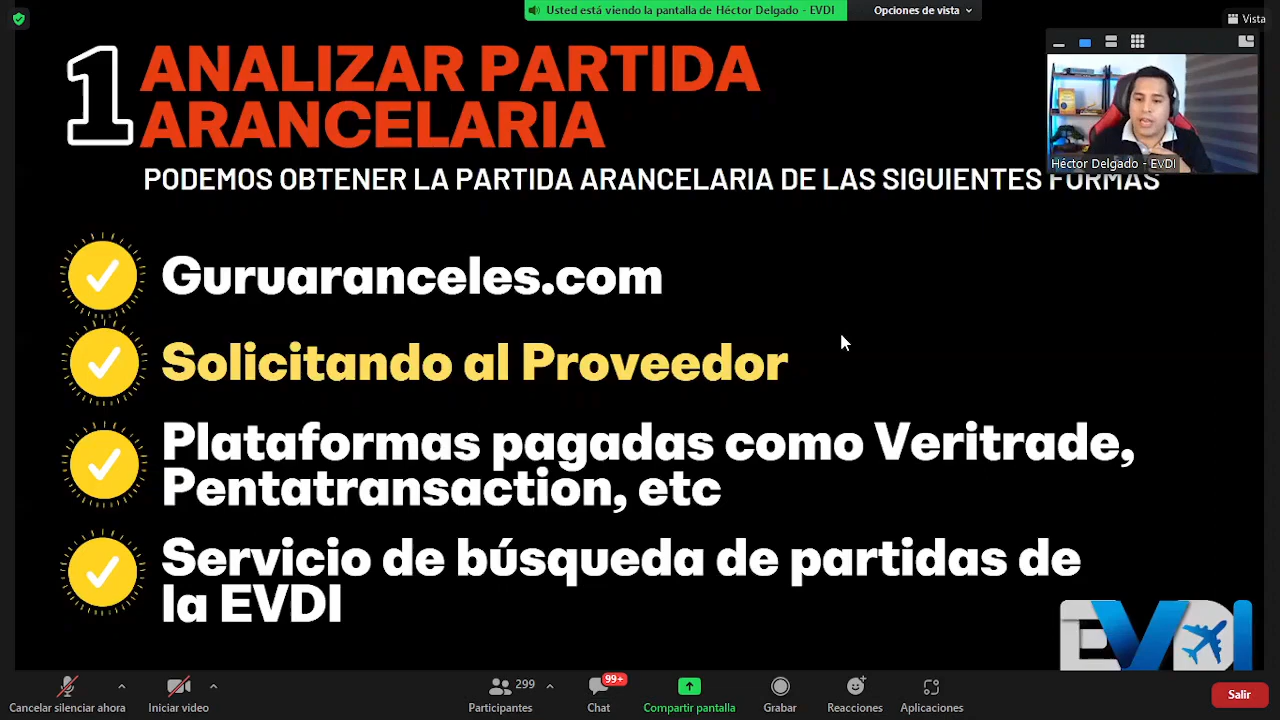 Usted está viendo la pantalla de Héctor Delgado - EVDI
Opciones de vista
Vista
1 ANALIZAR PARTIDA
ARANCELARIA
PODEMOS OBTENER LA PARTIDA ARANCELARIA DE LAS SIGUIENTES FORMAS
Héctor Delgado - EVDI
Guruaranceles.com
Solicitando al Proveedor
Plataformas pagadas como Veritrade,
Pentatransaction, etc
Servicio de búsqueda de partidas de
la EVDI
EVDI
299
99+
Cancelar silenciar ahora
Iniciar video
Participantes
Chat
Compartir pantalla
Grabar
Reacciones
Aplicaciones
Salir